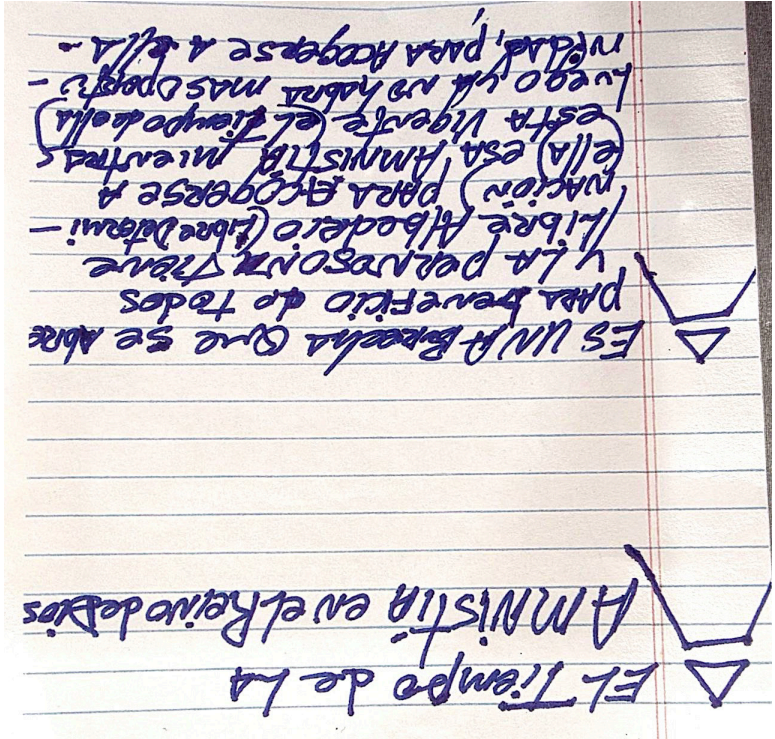 EL Tiempo de LA
AMNISTIA en el Reino de Dios
ES UNA Brecha Que se Abre
para beneficio de todos
y LA persona tiene
Libre Albedrio (Libre Determi-
NACION) PARA ACOGERSE A
(ella) ESA AMNISTIA mientras
esta vigente (el Tiempo de ella)
Luego, ya no habra mas oportu-
nidad, para Acogerse A ella-